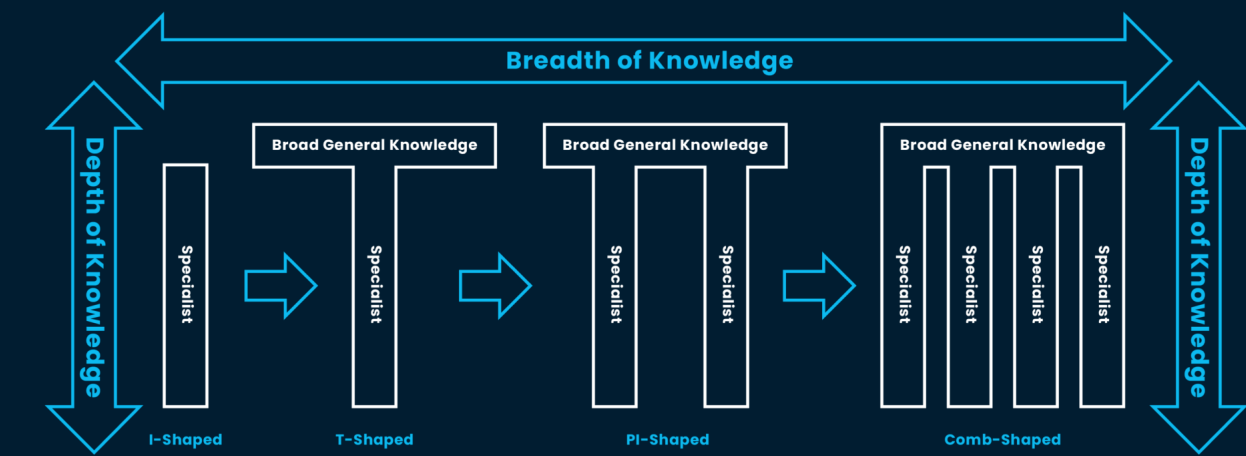 Breadth of Knowledge
Depth of Knowledge
Specialist
I-Shaped
Broad General Knowledge
Specialist
T-Shaped
Broad General Knowledge
Specialist
Specialist
PI-Shaped
Broad General Knowledge
Specialist
Specialist
Specialist
Specialist
Comb-Shaped
Depth of Knowledge